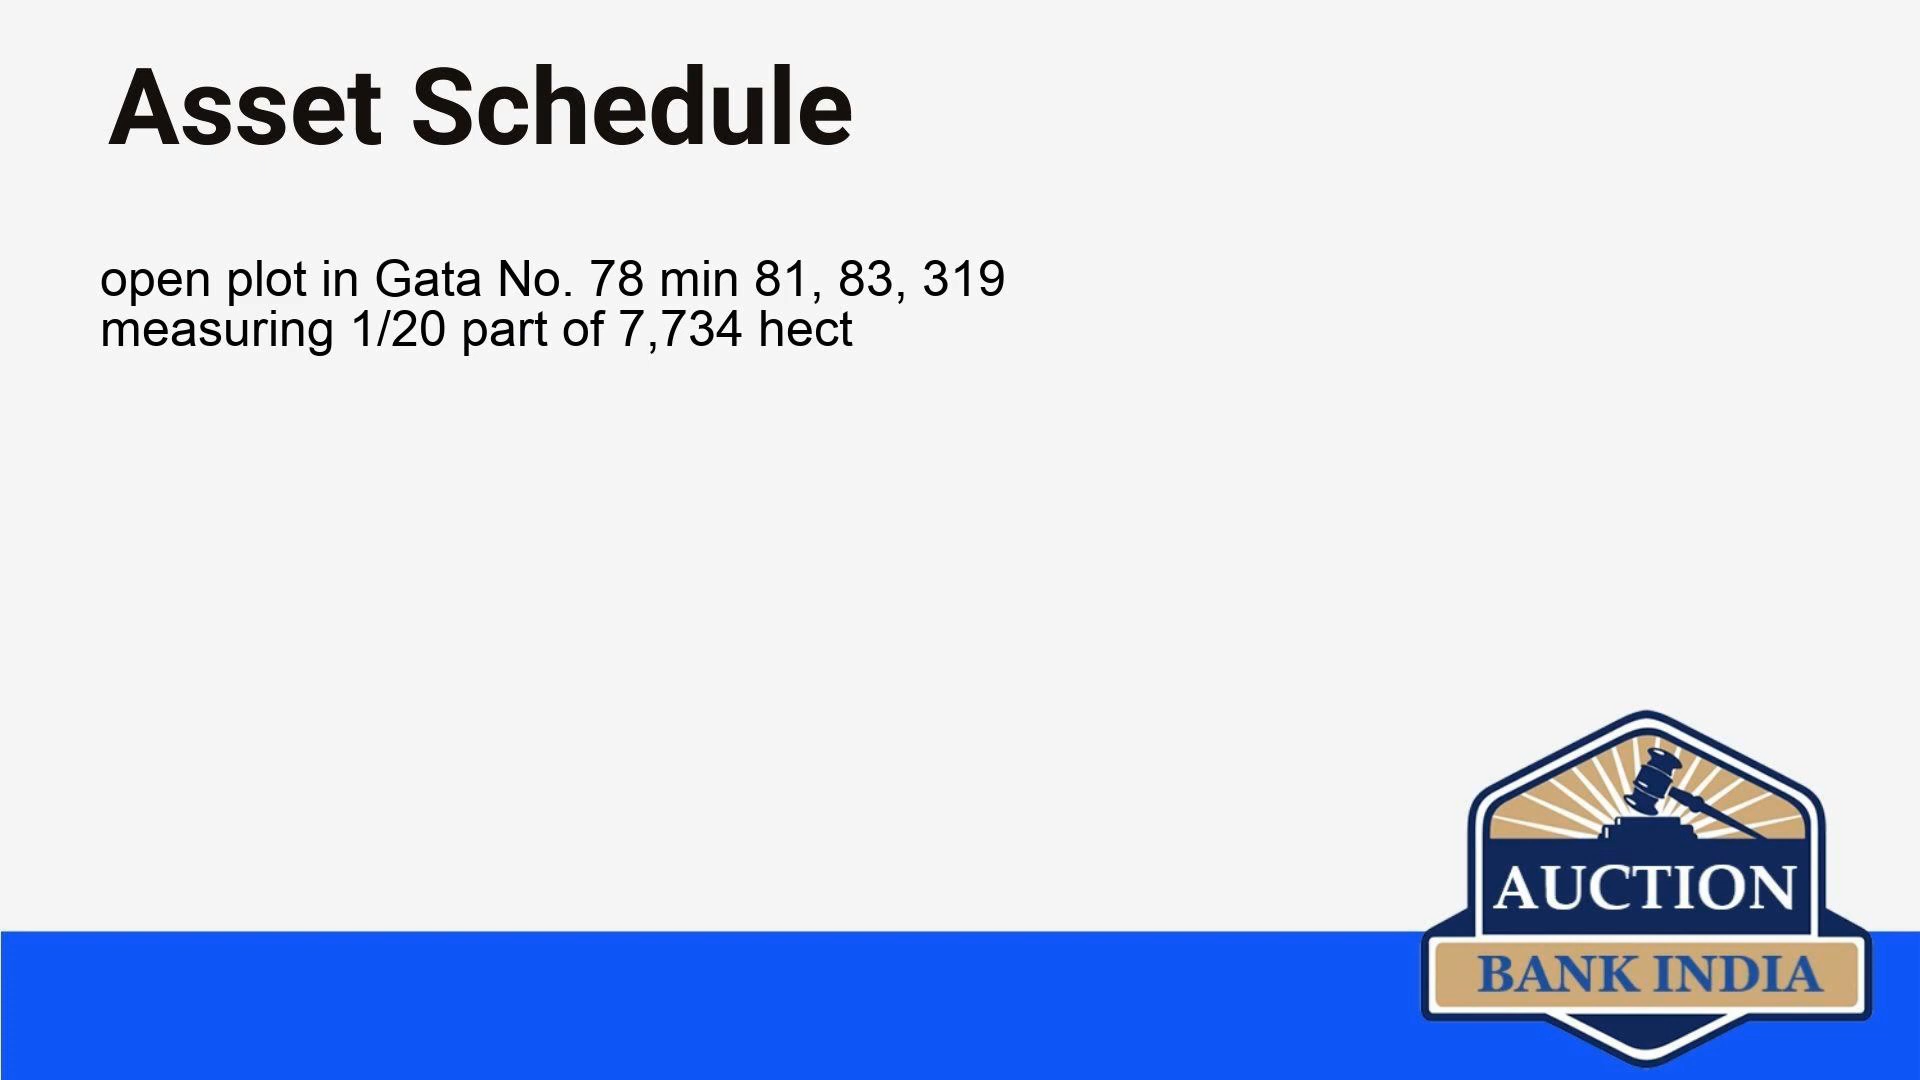 Asset Schedule
open plot in Gata No. 78 min 81, 83, 319
measuring 1/20 part of 7,734 hect
AUCTION
BANK INDIA